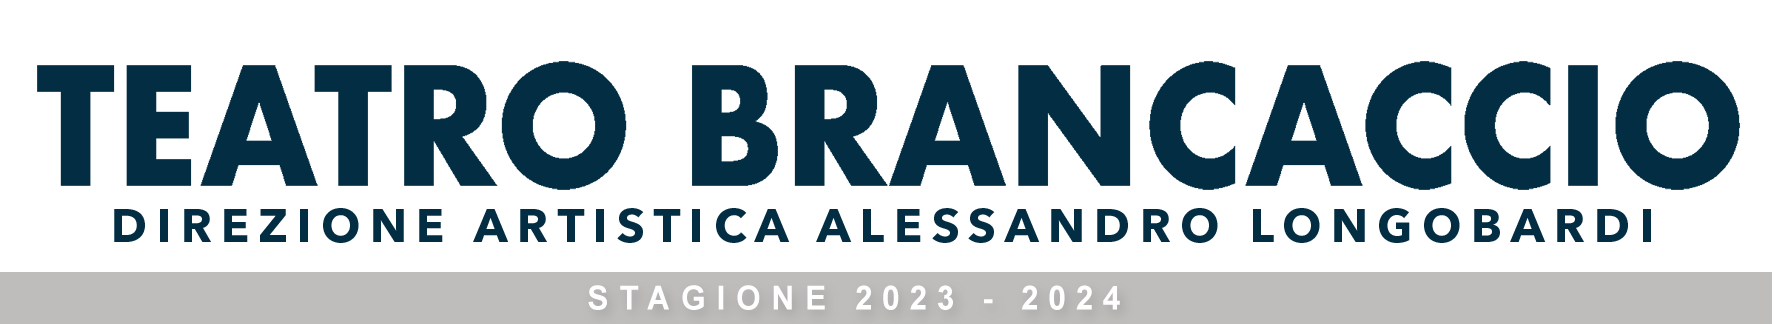 TEATRO BRANCACCIO
DIREZIONE ARTISTICA ALESSANDRO LONGOBARDI
STAGIONE 2023 - 2024